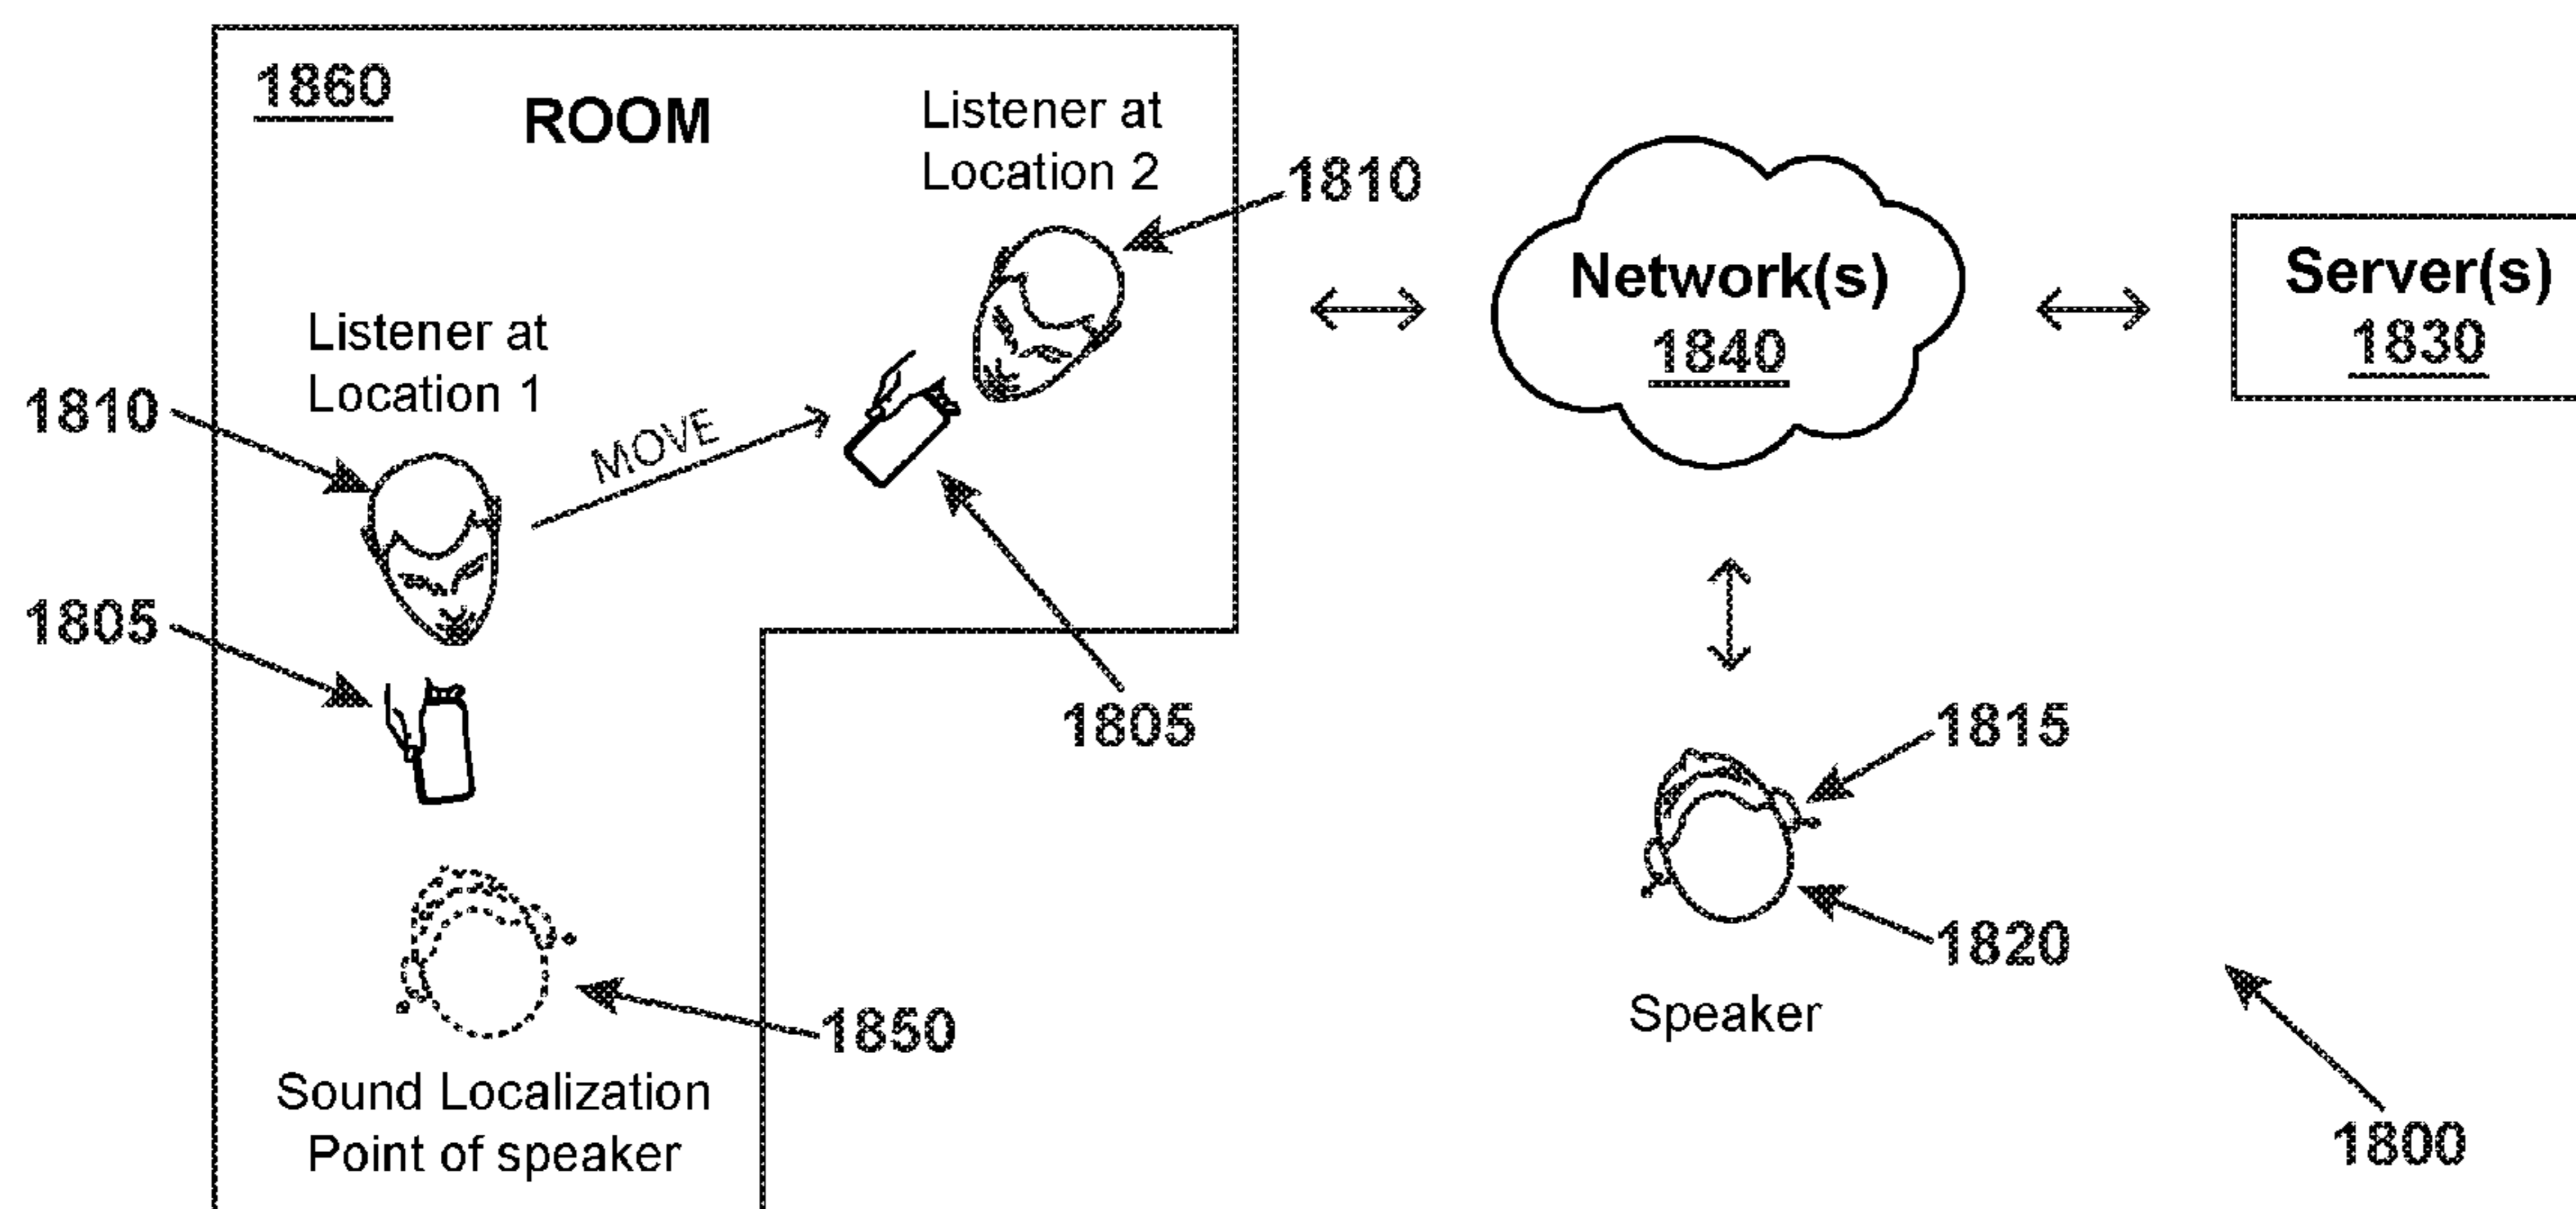 1860
ROOM
Listener at
Location 2
1810
Network(s)
1840
Server(s)
1830
Listener at
Location 1
1810
MOVE
1805
1805
1815
1820
Speaker
1850
Sound Localization
Point of speaker
1800